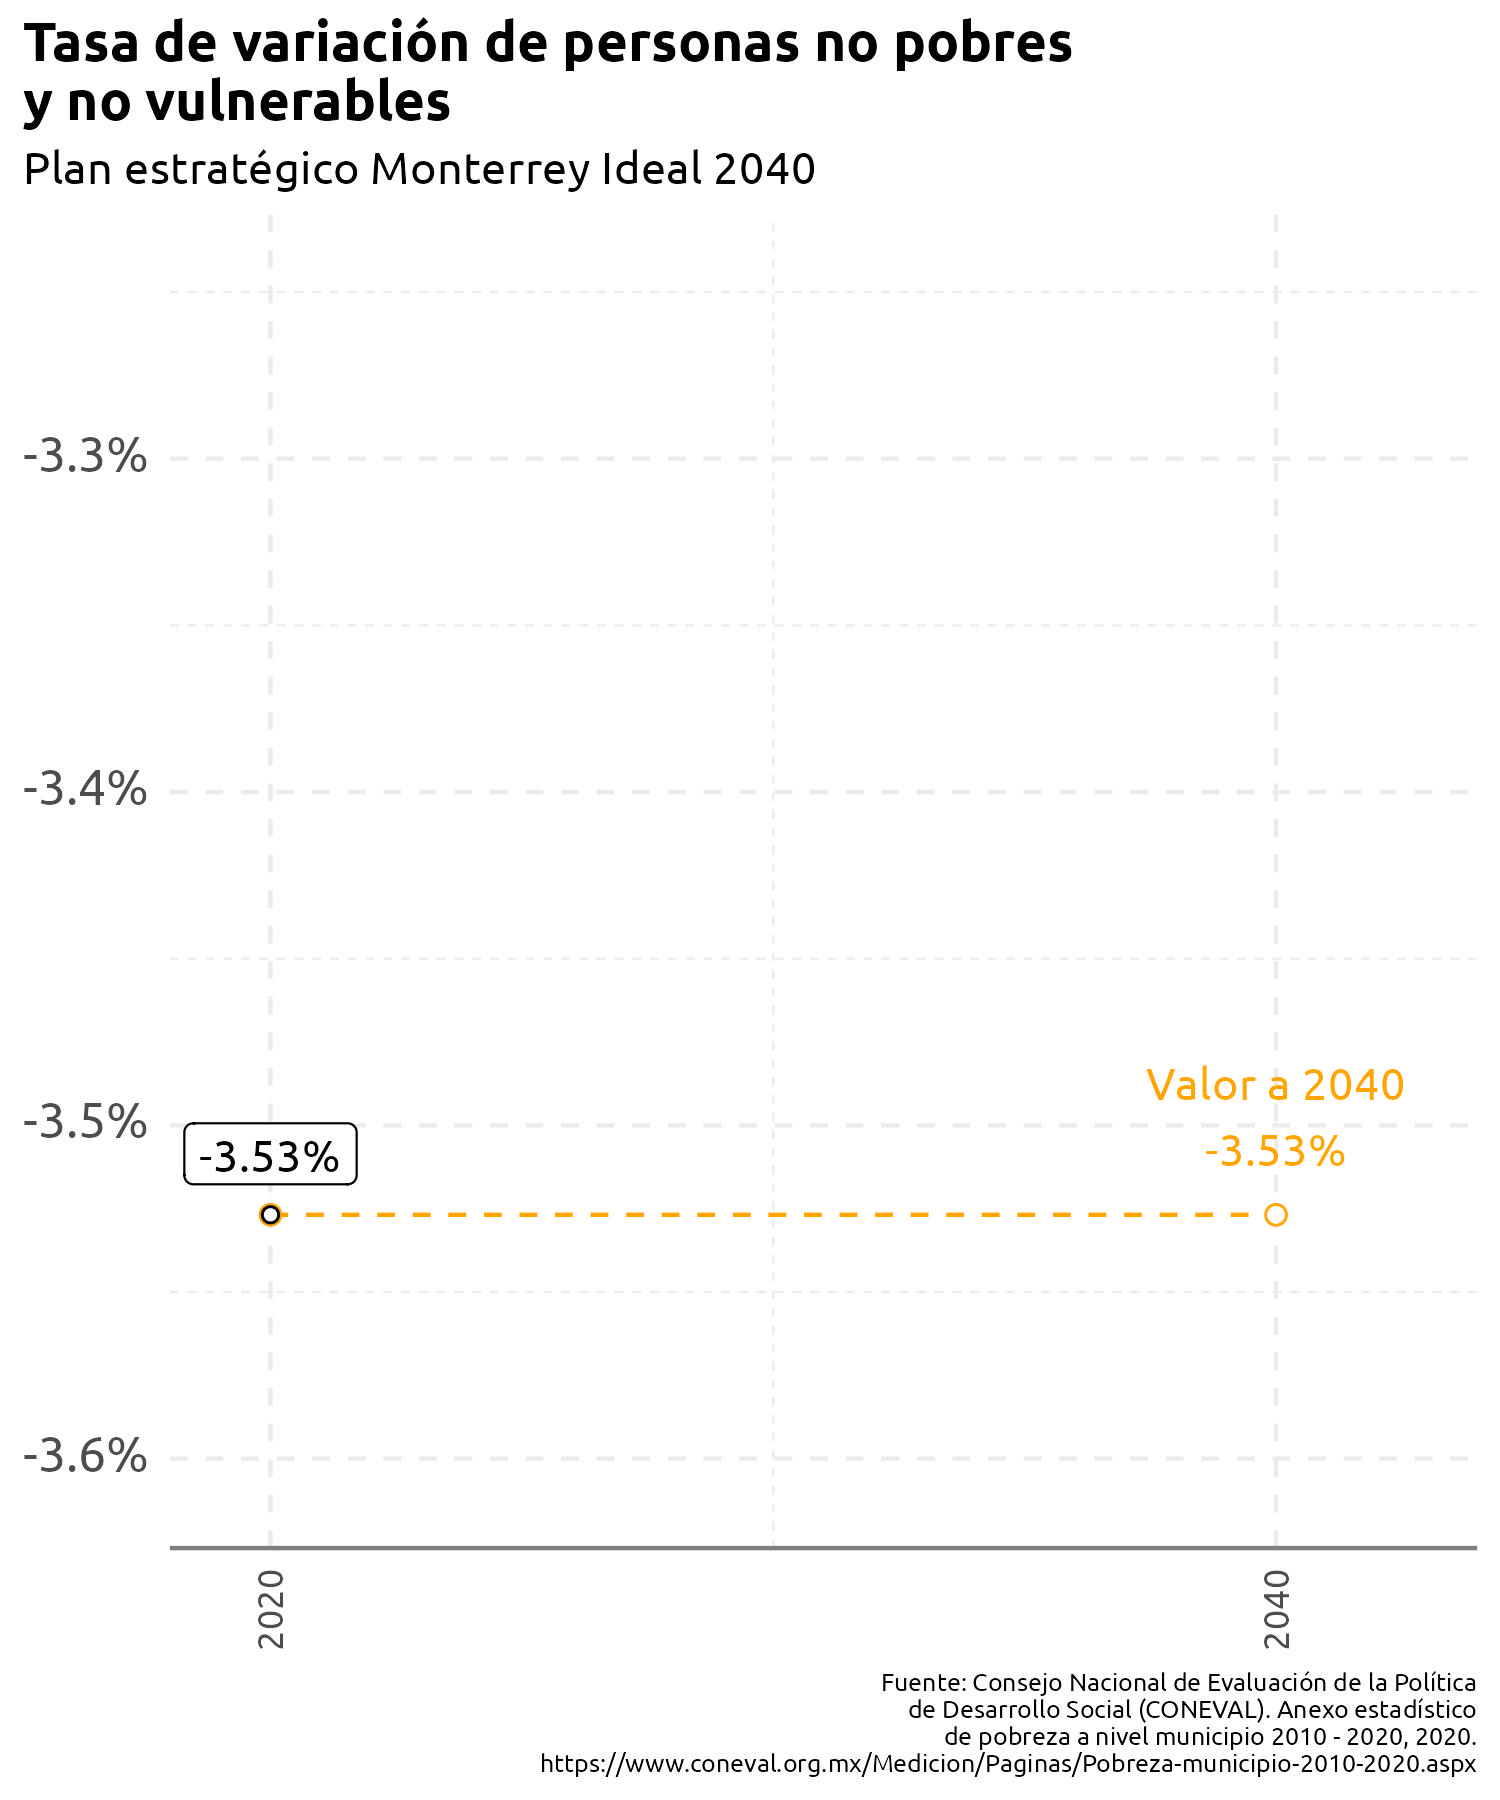 Tasa de variación de personas no pobres
y no vulnerables
Plan estratégico Monterrey Ideal 2040
-3.3%
-3.4%
-3.5%
-3.6%
-3.53%
Valor a 2040
-3.53%
2020
2040
Fuente: Consejo Nacional de Evaluación de la Política
de Desarrollo Social (CONEVAL). Anexo estadístico
de pobreza a nivel municipio 2010 - 2020, 2020.
https://www.coneval.org.mx/Medicion/Paginas/Pobreza-municipio-2010-2020.aspx